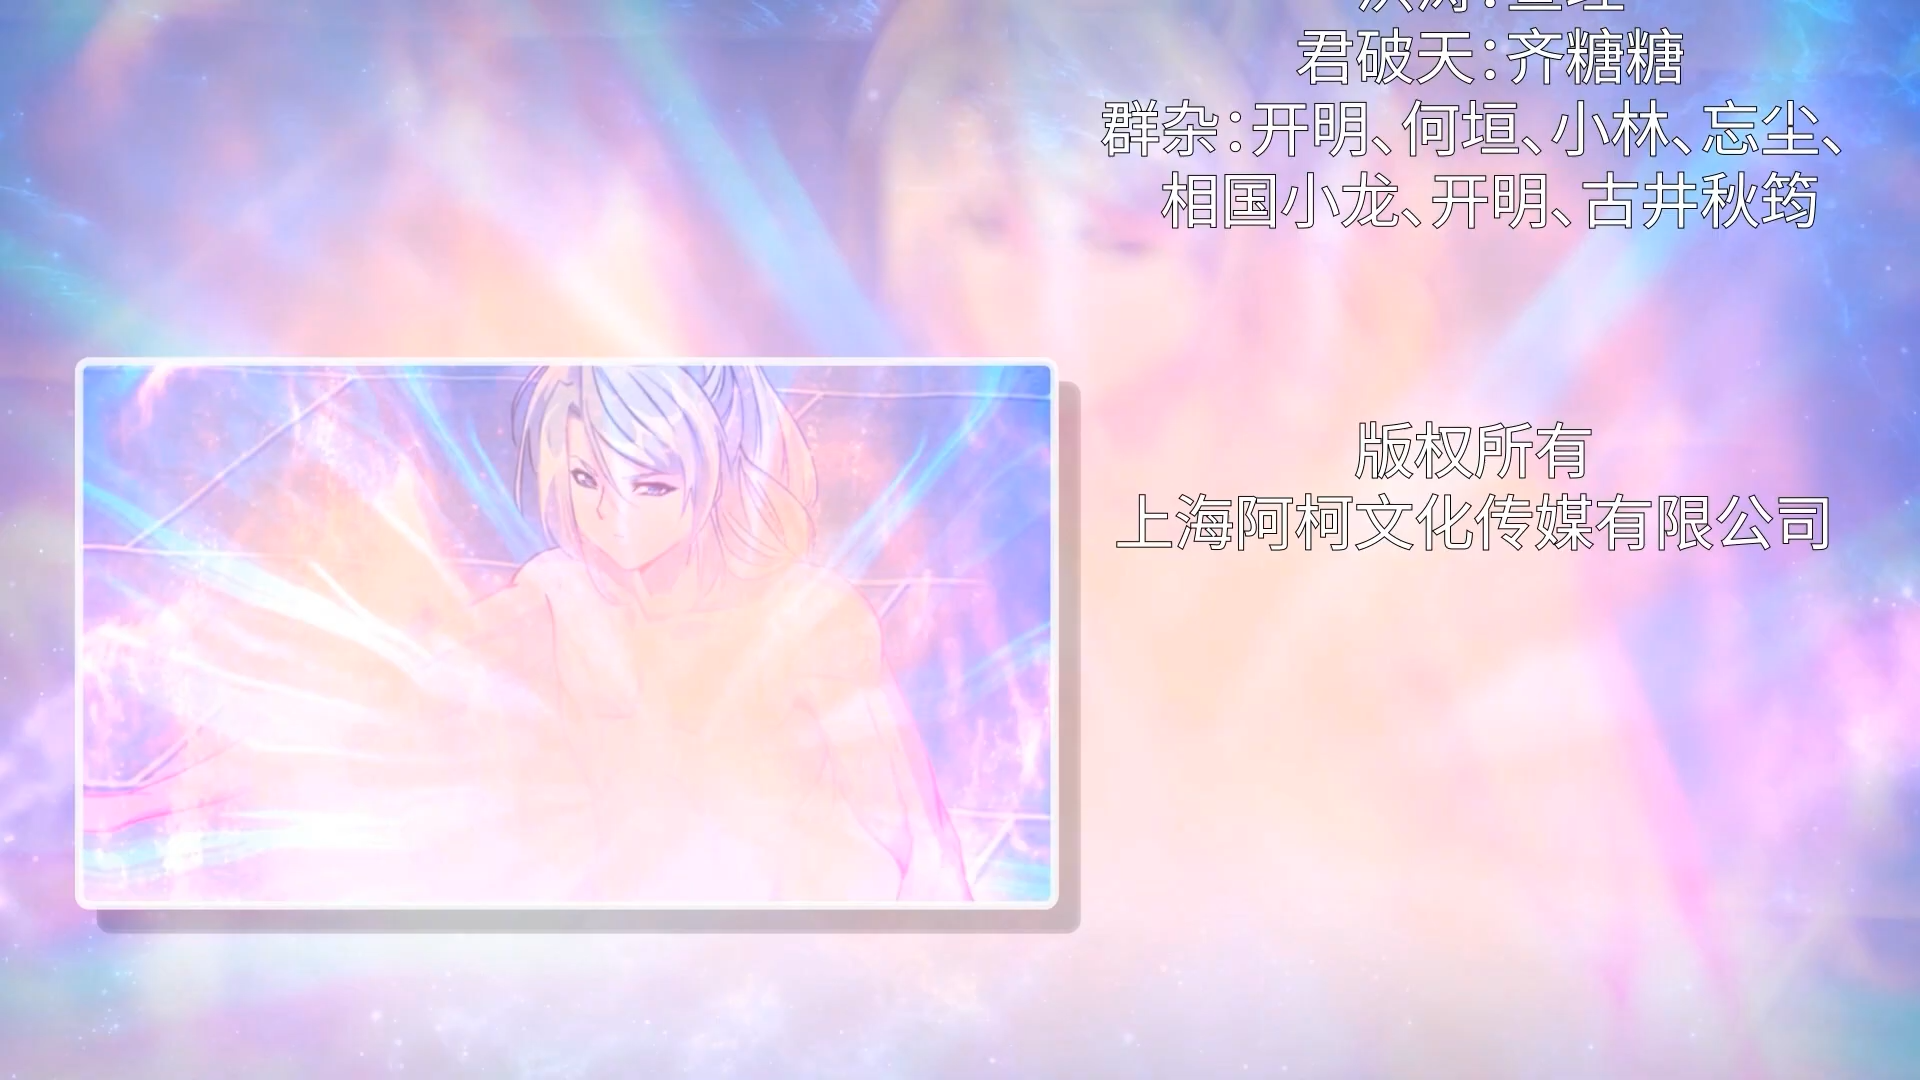 君破天：齐糖糖
群杂：开明、何垣、小林、忘尘、
相国小龙、开明、古井秋筠
版权所有
上海阿柯文化传媒有限公司